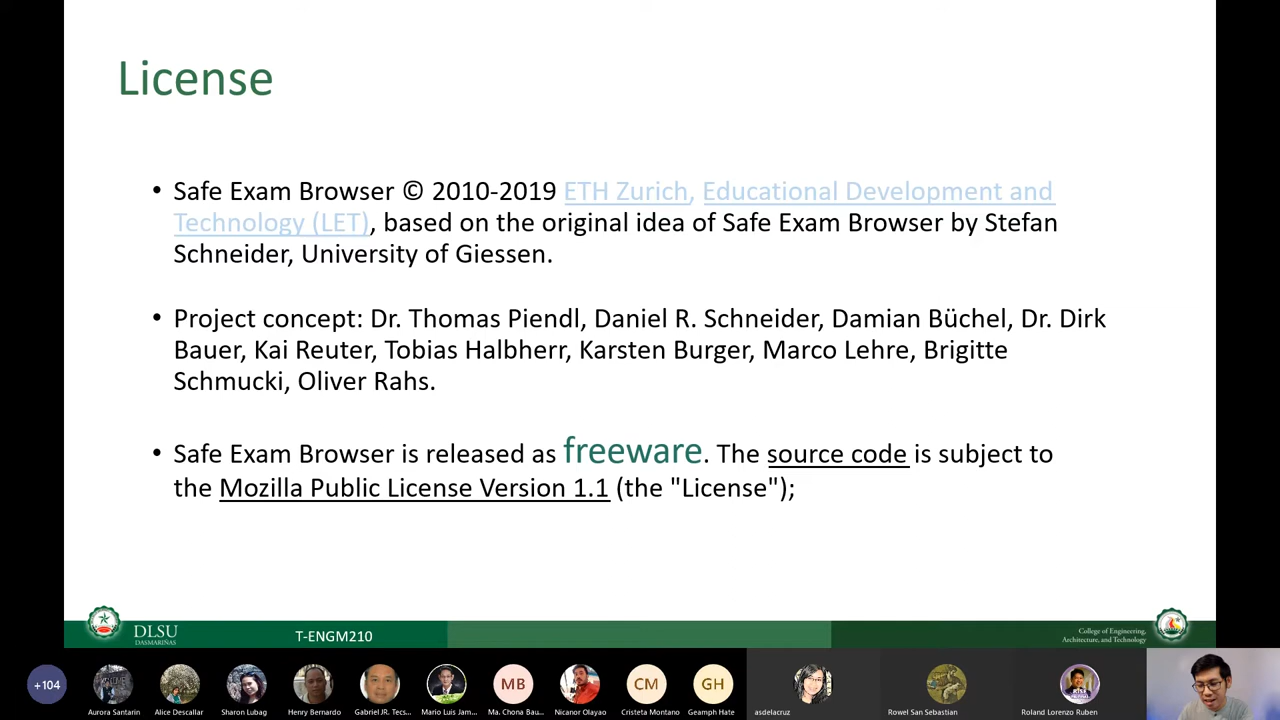 License
• Safe Exam Browser © 2010-2019 ETH Zurich, Educational Development and
Technology (LET), based on the original idea of Safe Exam Browser by Stefan
Schneider, University of Giessen.
• Project concept: Dr. Thomas Piendl, Daniel R. Schneider, Damian Büchel, Dr. Dirk
Bauer, Kai Reuter, Tobias Halbherr, Karsten Burger, Marco Lehre, Brigitte
Schmucki, Oliver Rahs.
• Safe Exam Browser is released as freeware. The source code is subject to
the Mozilla Public License Version 1.1 (the "License");
DLSU
DASMARIÑAS
T-ENGM210
College of Engineering,
Architecture, and Technology
+104
MB
CM
GH
Aurora Santarin
Alice Descallar
Sharon Lubag
Henry Bernardo
Gabriel JR. Tecs...
Mario Luis Jam...
Ma. Chona Bau...
Nicanor Olayao
Cristeta Montano
Geamph Hate
asdelacruz
Rowel San Sebastian
Roland Lorenzo Ruben